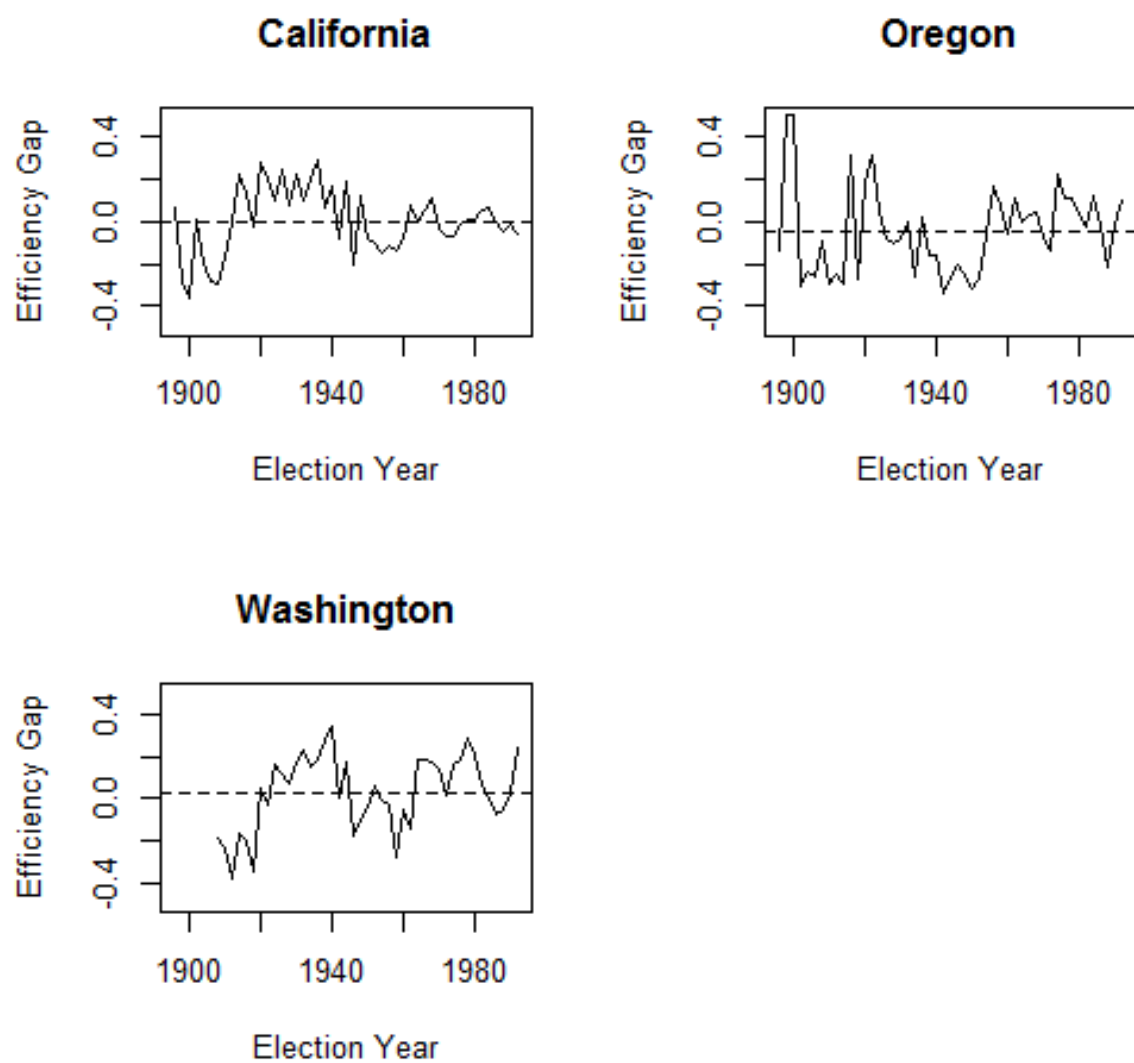 California
Efficiency Gap
0.4
0.0
-0.4
1900 1940 1980
Election Year
Oregon
Efficiency Gap
0.4
0.0
-0.4
1900 1940 1980
Election Year
Washington
Efficiency Gap
0.4
0.0
-0.4
1900 1940 1980
Election Year